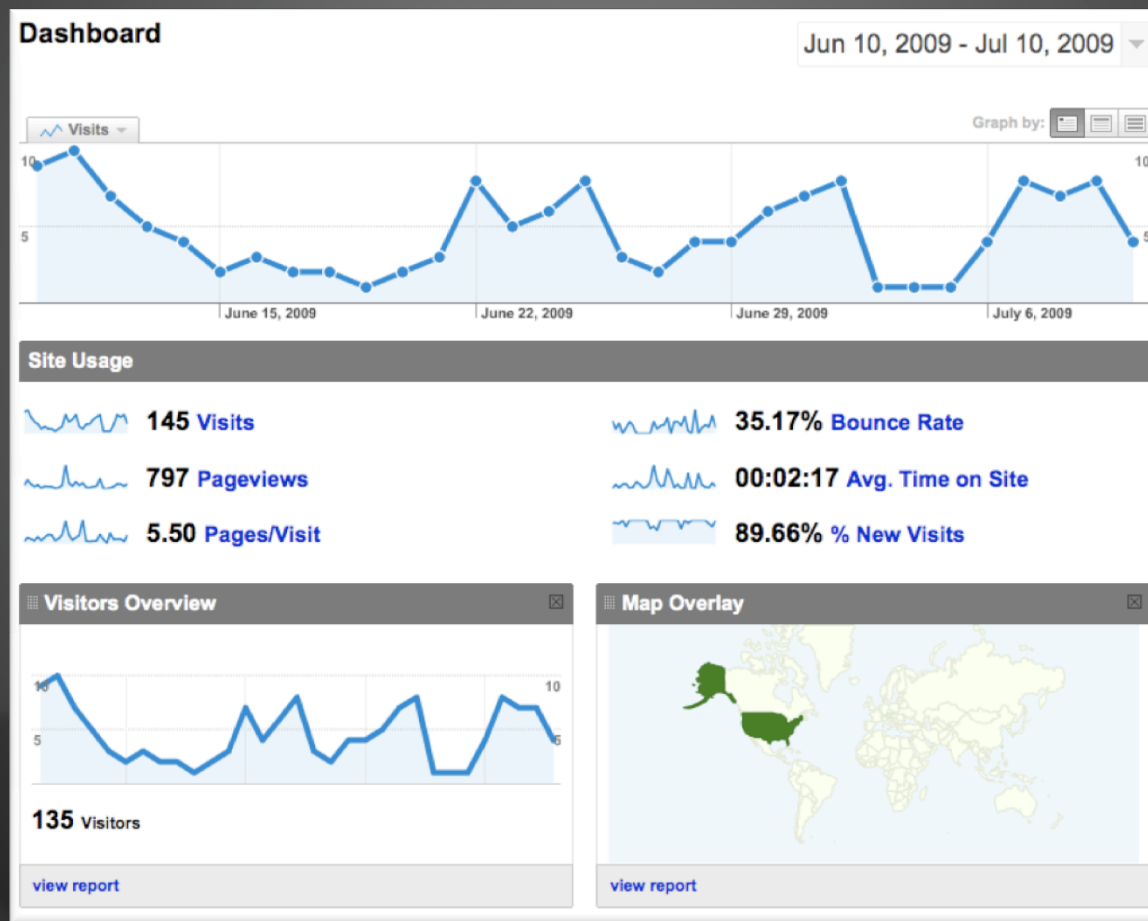 Dashboard
Jun 10, 2009 - Jul 10, 2009
Visits
Graph by:
10 10
5 5
June 15, 2009 June 22, 2009 June 29, 2009 July 6, 2009
Site Usage
145 Visits 35.17% Bounce Rate
797 Pageviews 00:02:17 Avg. Time on Site
5.50 Pages/Visit 89.66% % New Visits
Visitors Overview Map Overlay
10 10
5 5
135 Visitors
view report view report